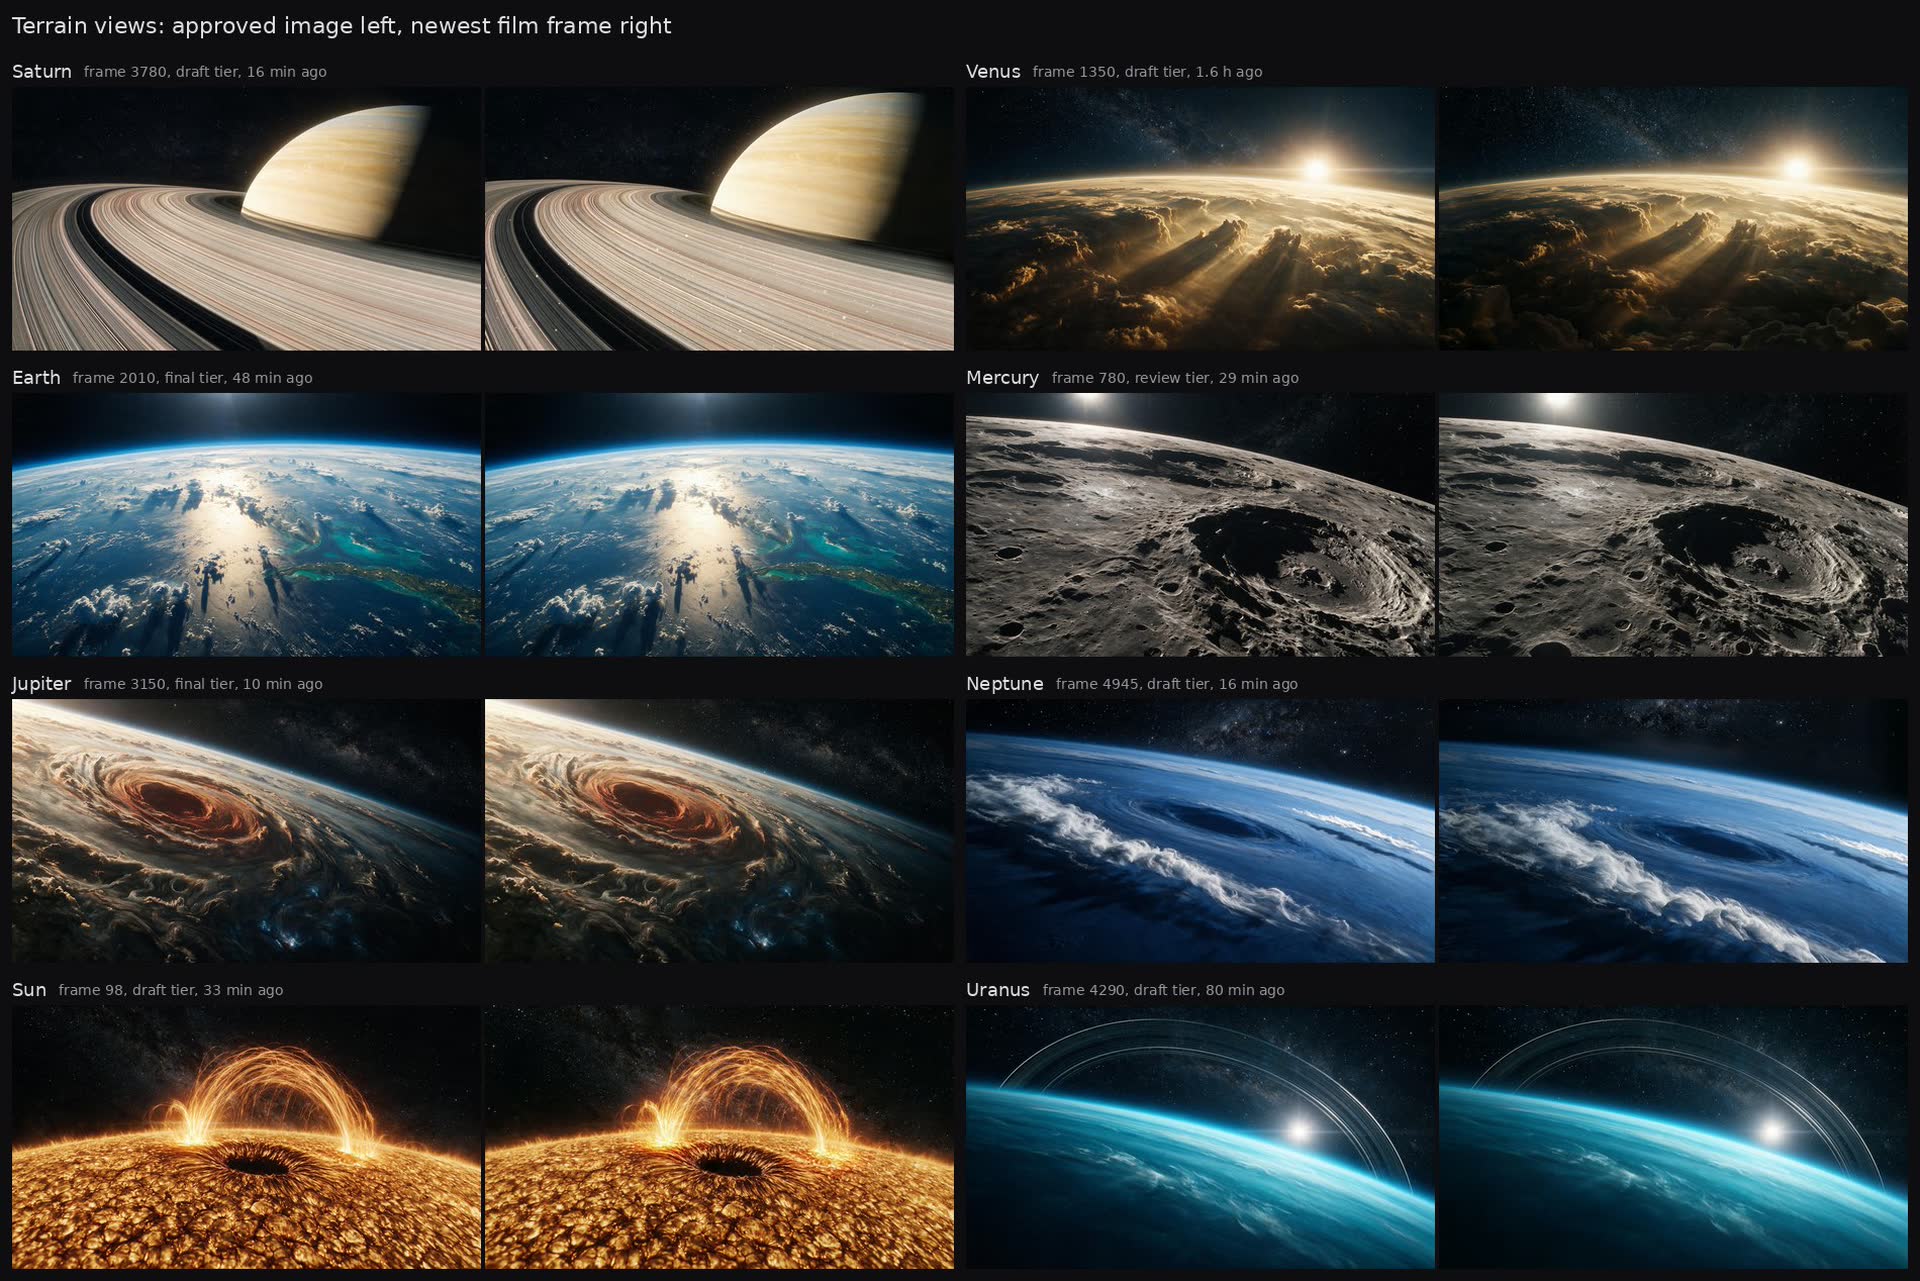 Terrain views: approved image left, newest film frame right
Saturn frame 3780, draft tier, 16 min ago
Venus frame 1350, draft tier, 1.6 h ago
Earth frame 2010, final tier, 48 min ago
Mercury frame 780, review tier, 29 min ago
Jupiter frame 3150, final tier, 10 min ago
Neptune frame 4945, draft tier, 16 min ago
Sun frame 98, draft tier, 33 min ago
Uranus frame 4290, draft tier, 80 min ago